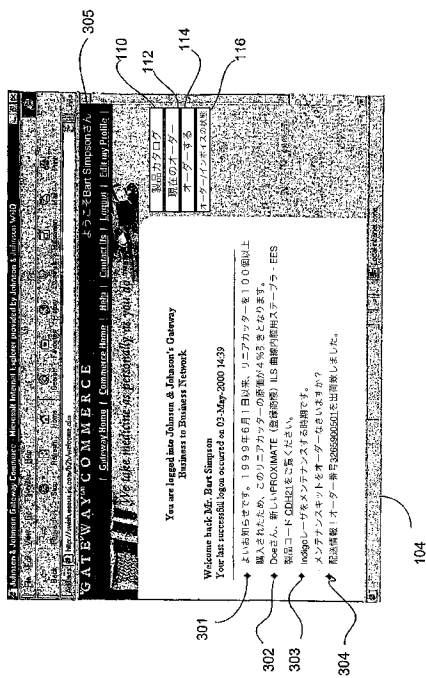 Johnson & Johnson Gateway Commerce - Microsoft Internet Explorer provided by Johnson & Johnson WHQ
GATEWAY COMMERCE
ようこそBart Simpsonさん
| Gateway Home | Commerce Home | Help | Contact Us | Logout | Edit my Profile |
We take medicine as personally as you do
製品カタログ
現在のオーダー
オーダーする
オーダー/インボイスの状態
You are logged into Johnson & Johnson's Gateway
Business to Business Network
Welcome back Mr. Bart Simpson
Your last successful logon occurred on 03-May-2000 14:39
よいお知らせです。1999年6月1日以来、リニアカッターを100個以上
購入されたため、このリニアカッターの原価が4%引きとなります。
Doeさん、新しいPROXIMATE (登録商標) ILS 曲線内腔用ステープラ - EES
製品コード CDH21をご覧ください。
Indigoレーザをメンテナンスする時期です。
メンテナンスキットをオーダーなさいますか?
配送情報!オーダー番号3265900501を出荷致しました。
305
110
112
114
116
301
302
303
304
104